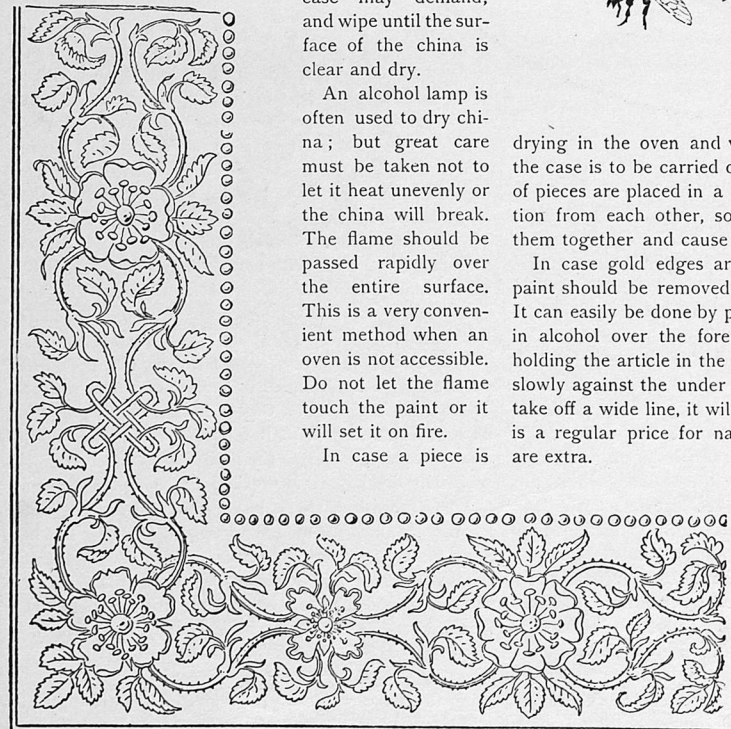 case may demand,
and wipe until the sur-
face of the china is
clear and dry.
An alcohol lamp is
often used to dry chi-
na; but great care
must be taken not to
let it heat unevenly or
the china will break.
The flame should be
passed rapidly over
the entire surface.
This is a very conven-
ient method when an
oven is not accessible.
Do not let the flame
touch the paint or it
will set it on fire.
In case a piece is
drying in the oven and
the case is to be carried
of pieces are placed in a
tion from each other, so
them together and cause
In case gold edges
paint should be removed
It can easily be done by
in alcohol over the
holding the article in the
slowly against the under
take off a wide line, it
is a regular price for
are extra.